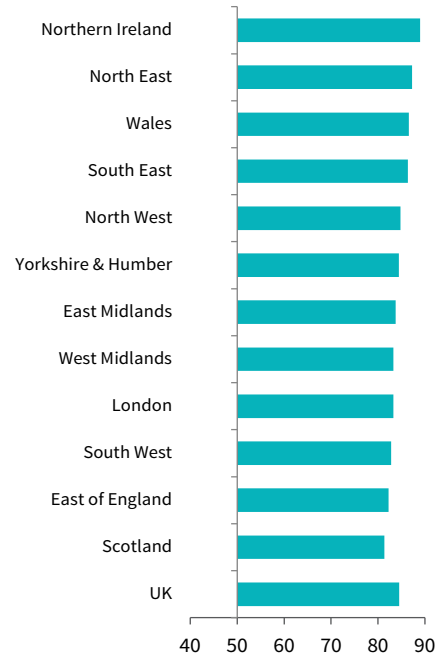 Northern Ireland
North East
Wales
South East
North West
Yorkshire & Humber
East Midlands
West Midlands
London
South West
East of England
Scotland
UK
40 50 60 70 80 90